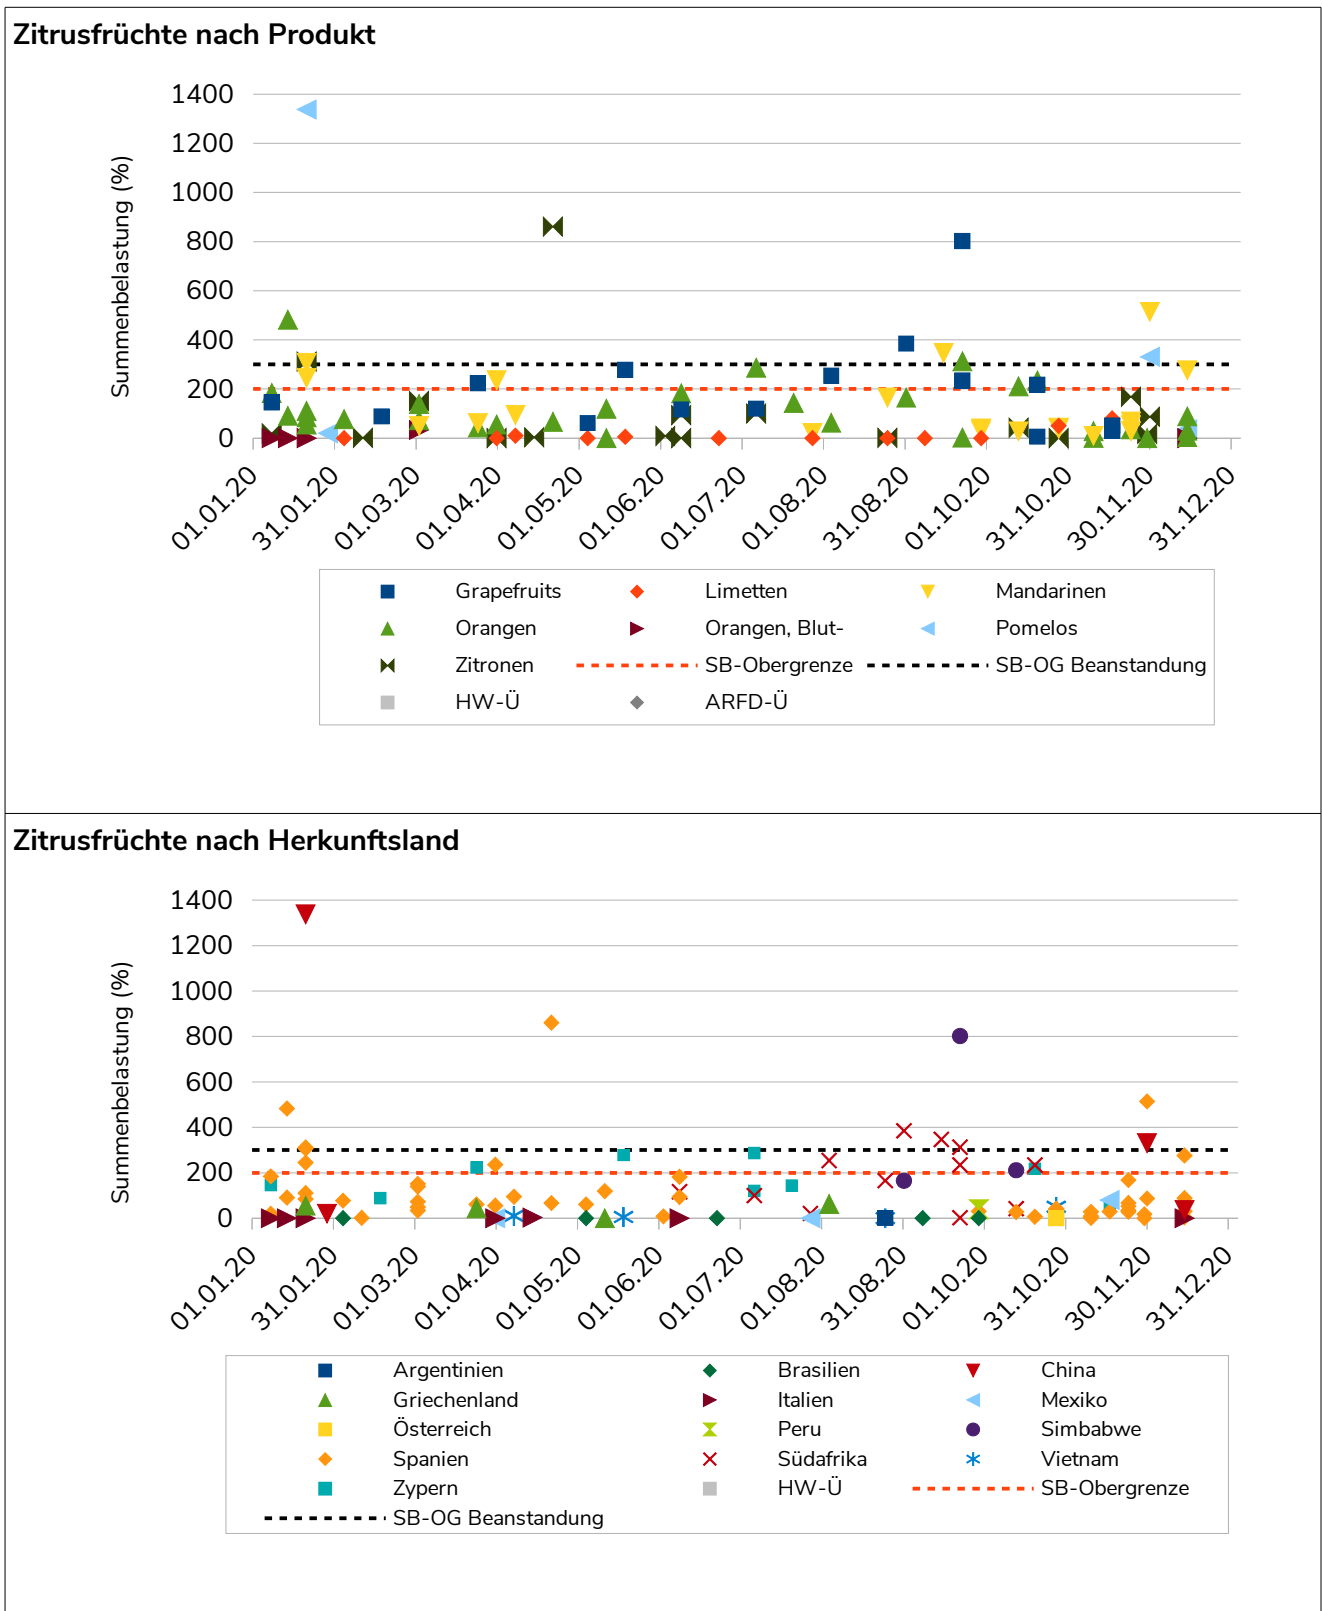 Zitrusfrüchte nach Produkt
Summenbelastung (%)
1400
1200
1000
800
600
400
200
0
01.01.20 31.01.20 01.03.20 01.04.20 01.05.20 01.06.20 01.07.20 01.08.20 31.08.20 01.10.20 31.10.20 30.11.20 31.12.20
Grapefruits Limetten Mandarinen
Orangen Orangen, Blut- Pomelos
Zitronen SB-Obergrenze SB-OG Beanstandung
HW-Ü ARFD-Ü
Zitrusfrüchte nach Herkunftsland
Summenbelastung (%)
1400
1200
1000
800
600
400
200
0
01.01.20 31.01.20 01.03.20 01.04.20 01.05.20 01.06.20 01.07.20 01.08.20 31.08.20 01.10.20 31.10.20 30.11.20 31.12.20
Argentinien Brasilien China
Griechenland Italien Mexiko
Österreich Peru Simbabwe
Spanien Südafrika Vietnam
Zypern HW-Ü SB-Obergrenze
SB-OG Beanstandung